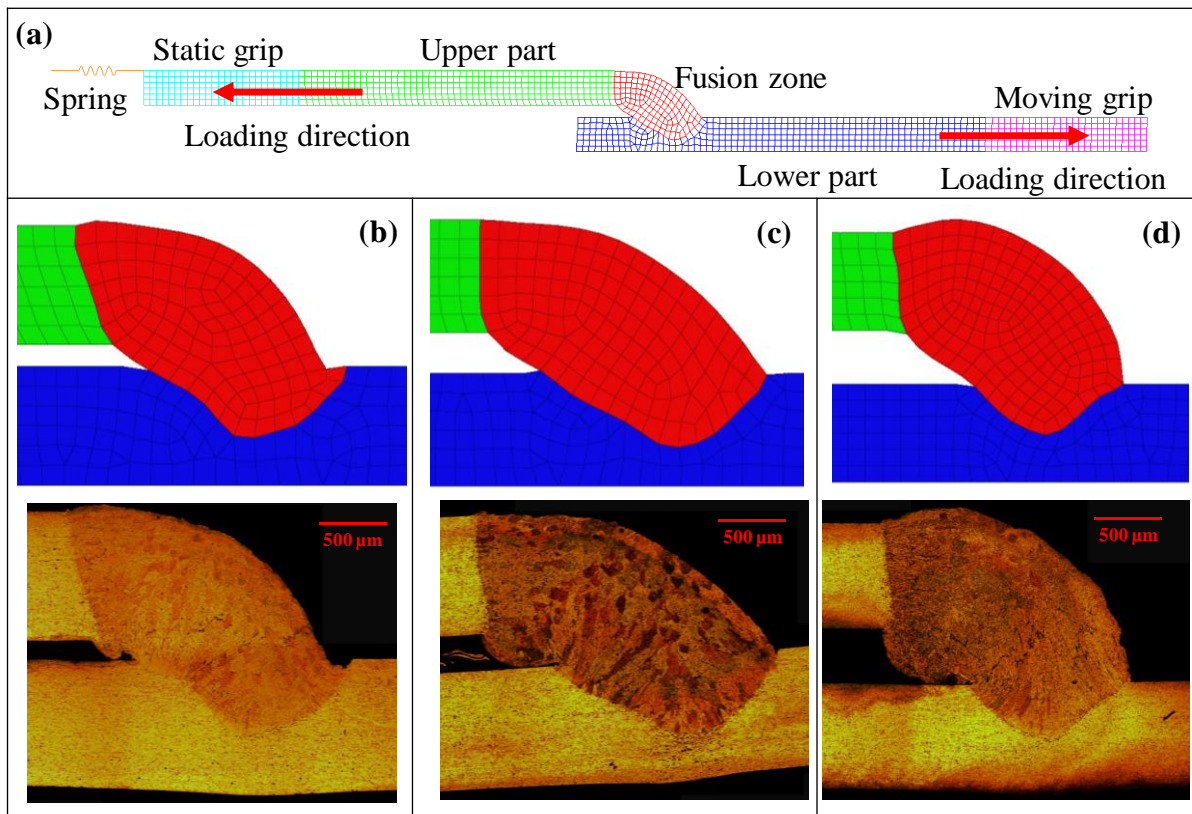 (a)
Static grip
Upper part
Fusion zone
Spring
Moving grip
Loading direction
Lower part
Loading direction
(b)
(c)
(d)
500 μm
500 μm
500 μm